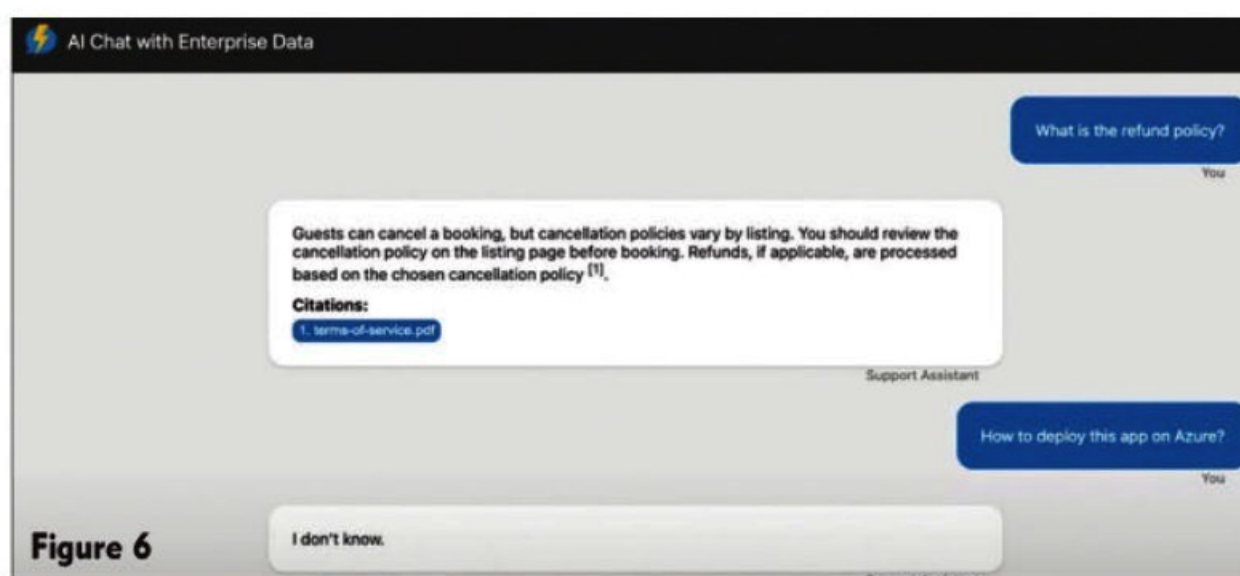 AI Chat with Enterprise Data
What is the refund policy?
You
Guests can cancel a booking, but cancellation policies vary by listing. You should review the
cancellation policy on the listing page before booking. Refunds, if applicable, are processed
based on the chosen cancellation policy [1].
Citations:
1. terms-of-service.pdf
Support Assistant
How to deploy this app on Azure?
You
I don't know.
Figure 6